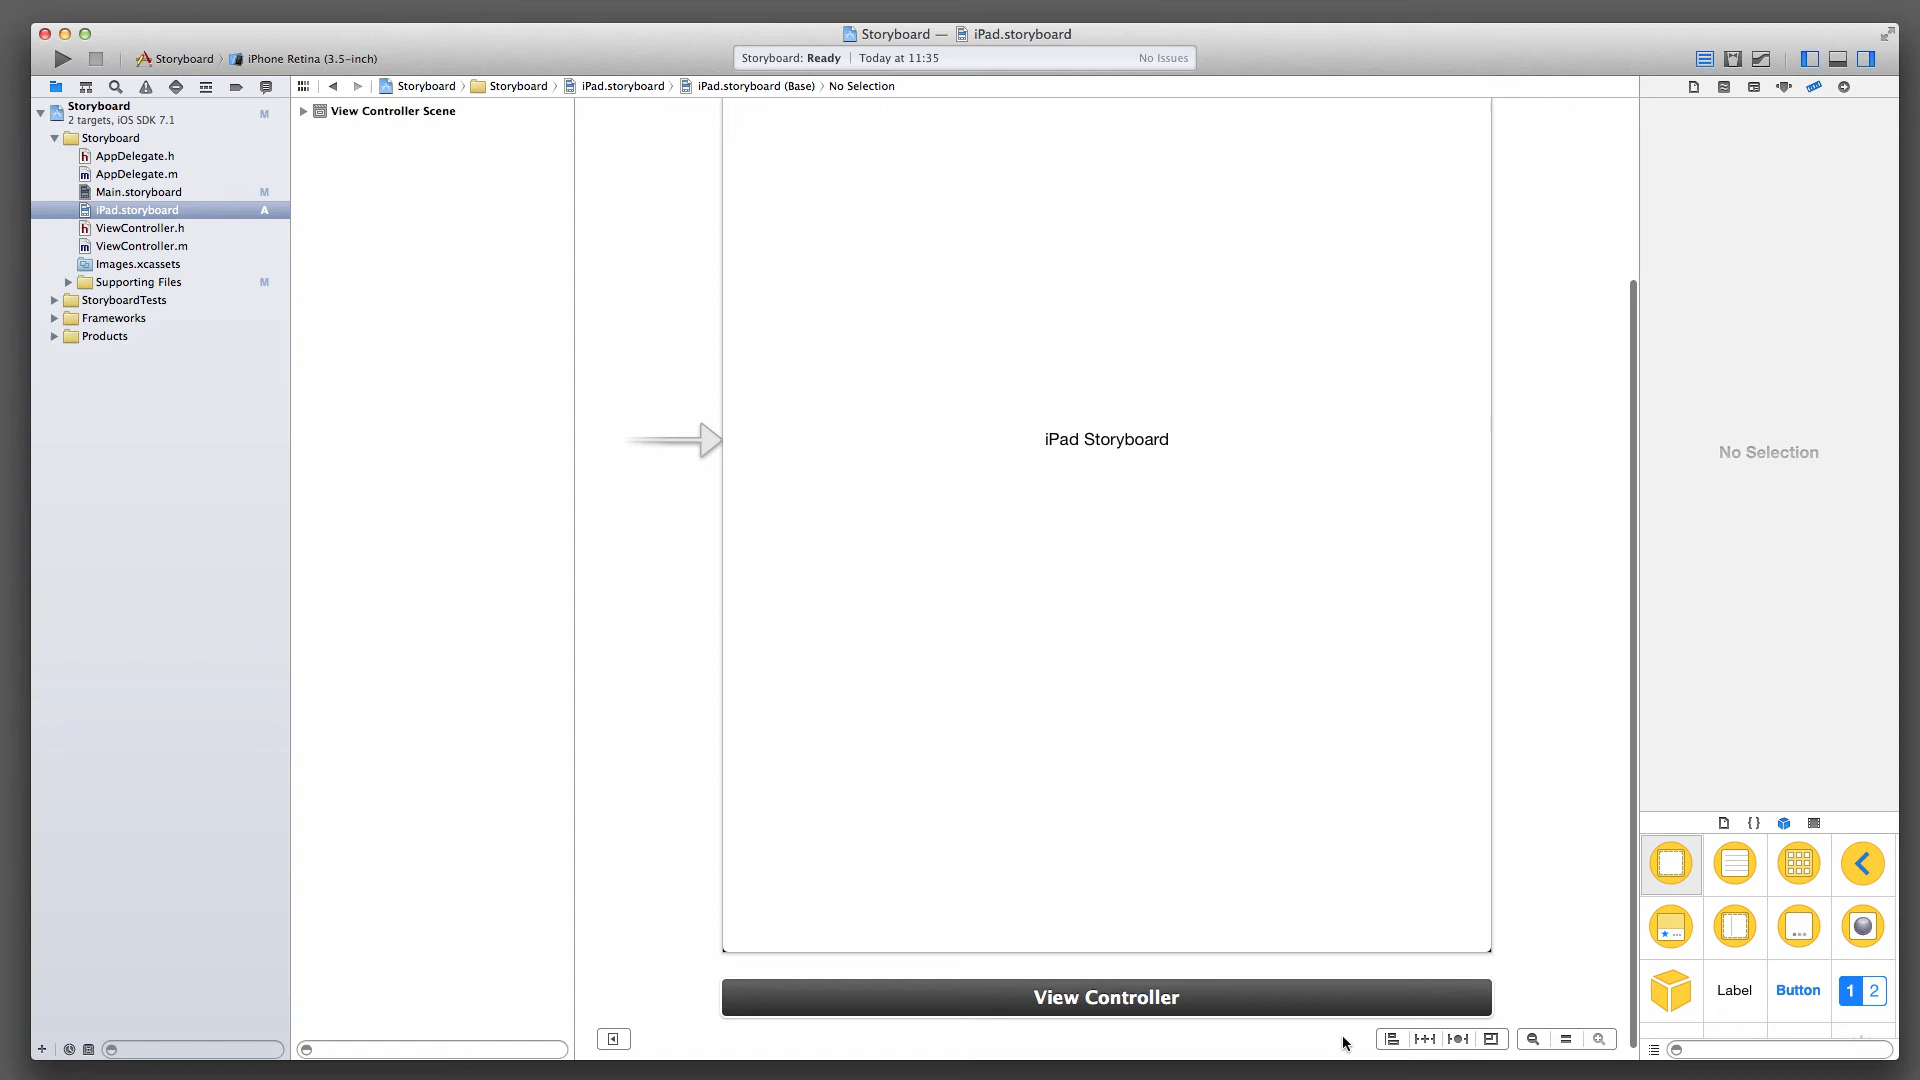 Storyboard — iPad.storyboard
Storyboard iPhone Retina (3.5-inch)
Storyboard: Ready Today at 11:35 No Issues
Storyboard Storyboard iPad.storyboard iPad.storyboard (Base) No Selection
Storyboard
2 targets, iOS SDK 7.1 M
Storyboard
h AppDelegate.h
m AppDelegate.m
Main.storyboard M
iPad.storyboard A
h ViewController.h
m ViewController.m
Images.xcassets
Supporting Files M
StoryboardTests
Frameworks
Products
View Controller Scene
iPad Storyboard
View Controller
No Selection
{ }
Label Button 1 2